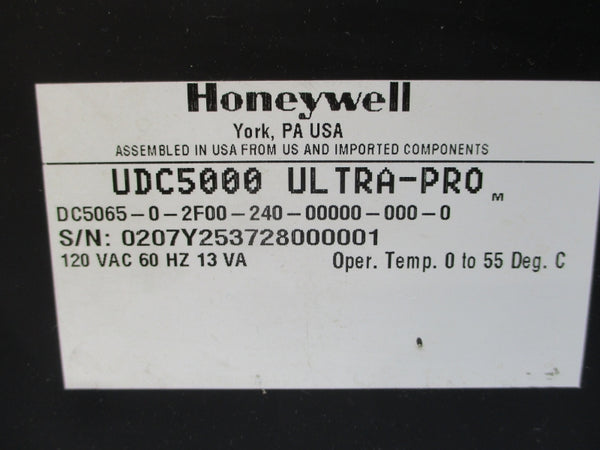 Honeywell
York, PA USA
ASSEMBLED IN USA FROM US AND IMPORTED COMPONENTS
UDC5000 ULTRA-PRO M
DC5065-0-2F00-240-00000-000-0
S/N: 0207Y253728000001
120 VAC 60 HZ 13 VA Oper. Temp. 0 to 55 Deg. C